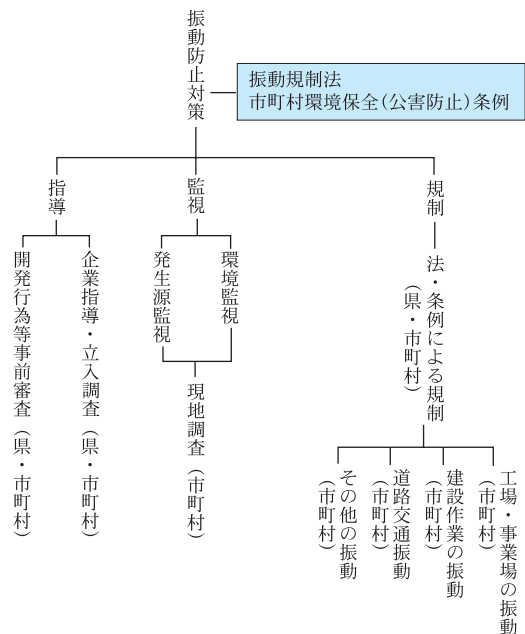 振動防止対策
振動規制法
市町村環境保全(公害防止)条例
規制
法・条例による規制
(県・市町村)
工場・事業場の振動
(市町村)
建設作業の振動
(市町村)
道路交通振動
(市町村)
その他の振動
(市町村)
監視
環境監視
発生源監視
現地調査(市町村)
指導
企業指導・立入調査(県・市町村)
開発行為等事前審査(県・市町村)